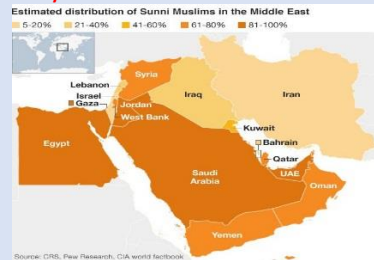 Estimated distribution of Sunni Muslims in the Middle East
5-20% 21-40% 41-60% 61-80% 81-100%
Syria
Lebanon
Israel
Gaza
Jordan
West Bank
Iraq
Iran
Kuwait
Egypt
Bahrain
Qatar
Saudi
Arabia
UAE
Oman
Yemen
Source: CRS, Pew Research, CIA world factbook